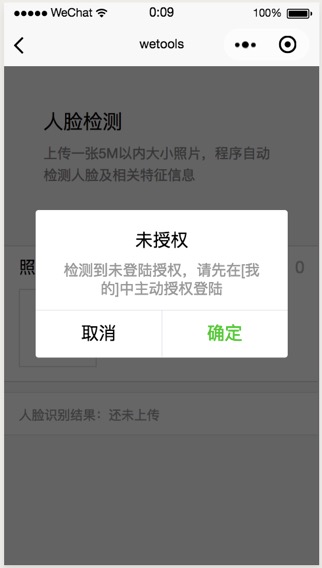 WeChat 0:09 100%
wetools
人脸检测
上传一张5M以内大小照片，程序自动
检测人脸及相关特征信息
未授权
照 0
检测到未登陆授权，请先在[我
的]中主动授权登陆
取消 确定
人脸识别结果：还未上传